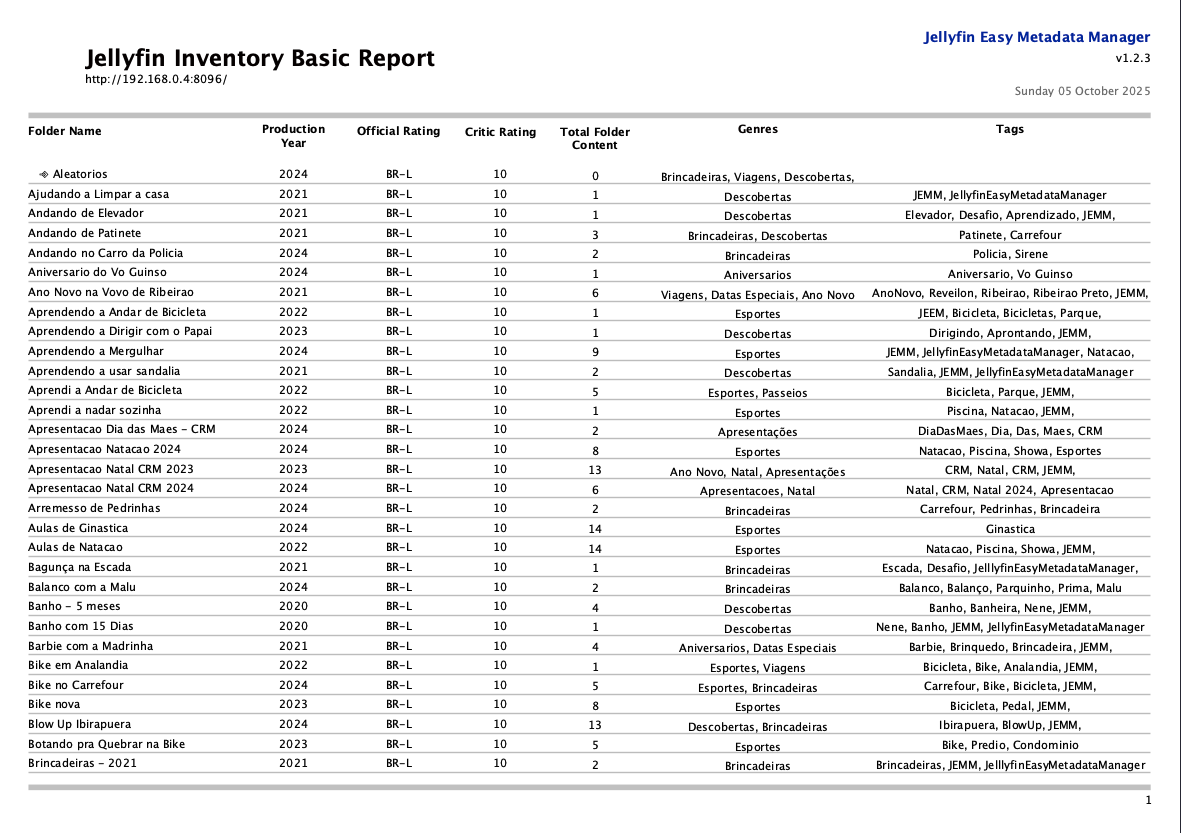 Jellyfin Easy Metadata Manager
Jellyfin Inventory Basic Report
v1.2.3
http://192.168.0.4:8096/
Sunday 05 October 2025
Folder Name Production Year Official Rating Critic Rating Total Folder Content Genres Tags
Aleatorios 2024 BR-L 10 0 Brincadeiras, Viagens, Descobertas,
Ajudando a Limpar a casa 2021 BR-L 10 1 Descobertas JEMM, JellyfinEasyMetadataManager
Andando de Elevador 2021 BR-L 10 1 Descobertas Elevador, Desafio, Aprendizado, JEMM,
Andando de Patinete 2021 BR-L 10 3 Brincadeiras, Descobertas Patinete, Carrefour
Andando no Carro da Policia 2024 BR-L 10 2 Brincadeiras Policia, Sirene
Aniversario do Vo Guinso 2024 BR-L 10 1 Aniversarios Aniversario, Vo Guinso
Ano Novo na Vovo de Ribeirao 2021 BR-L 10 6 Viagens, Datas Especiais, Ano Novo AnoNovo, Reveilon, Ribeirao, Ribeirao Preto, JEMM,
Aprendendo a Andar de Bicicleta 2022 BR-L 10 1 Esportes JEEM, Bicicleta, Bicicletas, Parque,
Aprendendo a Dirigir com o Papai 2023 BR-L 10 1 Descobertas Dirigindo, Aprontando, JEMM,
Aprendendo a Mergulhar 2024 BR-L 10 9 Esportes JEMM, JellyfinEasyMetadataManager, Natacao,
Aprendendo a usar sandalia 2021 BR-L 10 2 Descobertas Sandalia, JEMM, JellyfinEasyMetadataManager
Aprendi a Andar de Bicicleta 2022 BR-L 10 5 Esportes, Passeios Bicicleta, Parque, JEMM,
Aprendi a nadar sozinha 2022 BR-L 10 1 Esportes Piscina, Natacao, JEMM,
Apresentacao Dia das Maes - CRM 2024 BR-L 10 2 Apresentações DiaDasMaes, Dia, Das, Maes, CRM
Apresentacao Natacao 2024 2024 BR-L 10 8 Esportes Natacao, Piscina, Showa, Esportes
Apresentacao Natal CRM 2023 2023 BR-L 10 13 Ano Novo, Natal, Apresentações CRM, Natal, CRM, JEMM,
Apresentacao Natal CRM 2024 2024 BR-L 10 6 Apresentacoes, Natal Natal, CRM, Natal 2024, Apresentacao
Arremesso de Pedrinhas 2024 BR-L 10 2 Brincadeiras Carrefour, Pedrinhas, Brincadeira
Aulas de Ginastica 2024 BR-L 10 14 Esportes Ginastica
Aulas de Natacao 2022 BR-L 10 14 Esportes Natacao, Piscina, Showa, JEMM,
Bagunça na Escada 2021 BR-L 10 1 Brincadeiras Escada, Desafio, JelllyfinEasyMetadataManager,
Balanco com a Malu 2024 BR-L 10 2 Brincadeiras Balanco, Balanço, Parquinho, Prima, Malu
Banho - 5 meses 2020 BR-L 10 4 Descobertas Banho, Banheira, Nene, JEMM,
Banho com 15 Dias 2020 BR-L 10 1 Descobertas Nene, Banho, JEMM, JellyfinEasyMetadataManager
Barbie com a Madrinha 2021 BR-L 10 4 Aniversarios, Datas Especiais Barbie, Brinquedo, Brincadeira, JEMM,
Bike em Analandia 2022 BR-L 10 1 Esportes, Viagens Bicicleta, Bike, Analandia, JEMM,
Bike no Carrefour 2024 BR-L 10 5 Esportes, Brincadeiras Carrefour, Bike, Bicicleta, JEMM,
Bike nova 2023 BR-L 10 8 Esportes Bicicleta, Pedal, JEMM,
Blow Up Ibirapuera 2024 BR-L 10 13 Descobertas, Brincadeiras Ibirapuera, BlowUp, JEMM,
Botando pra Quebrar na Bike 2023 BR-L 10 5 Esportes Bike, Predio, Condominio
Brincadeiras - 2021 2021 BR-L 10 2 Brincadeiras Brincadeiras, JEMM, JelllyfinEasyMetadataManager
1